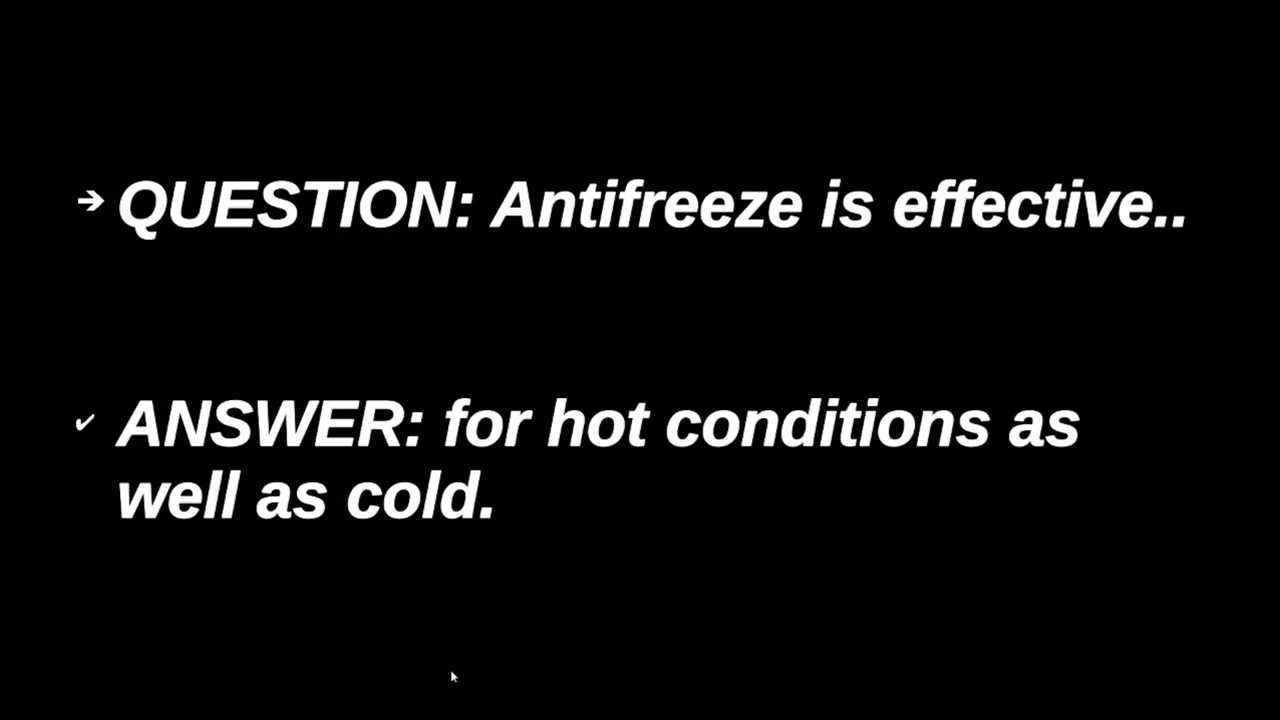 ➔ QUESTION: Antifreeze is effective..
✔ ANSWER: for hot conditions as
well as cold.